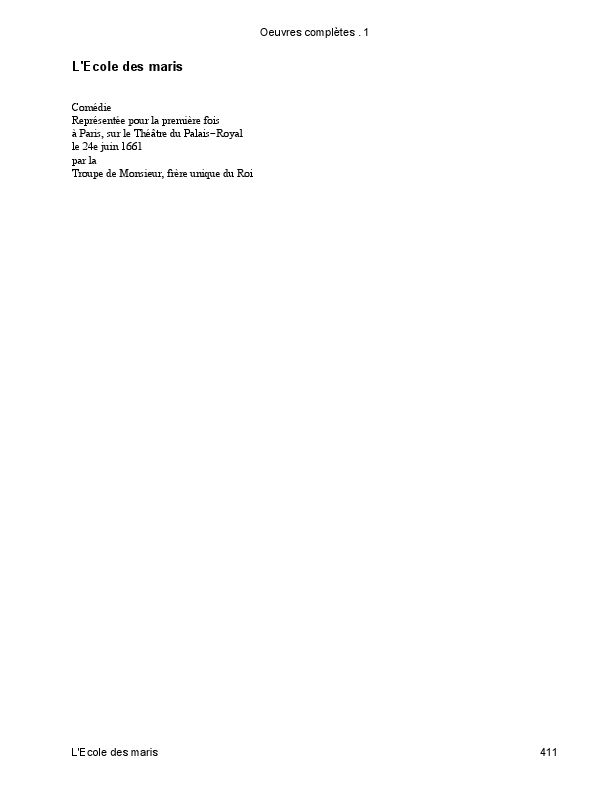 Oeuvres complètes . 1
L'Ecole des maris
Comédie
Représentée pour la première fois
à Paris, sur le Théâtre du Palais−Royal
le 24e juin 1661
par la
Troupe de Monsieur, frère unique du Roi
L'Ecole des maris 411